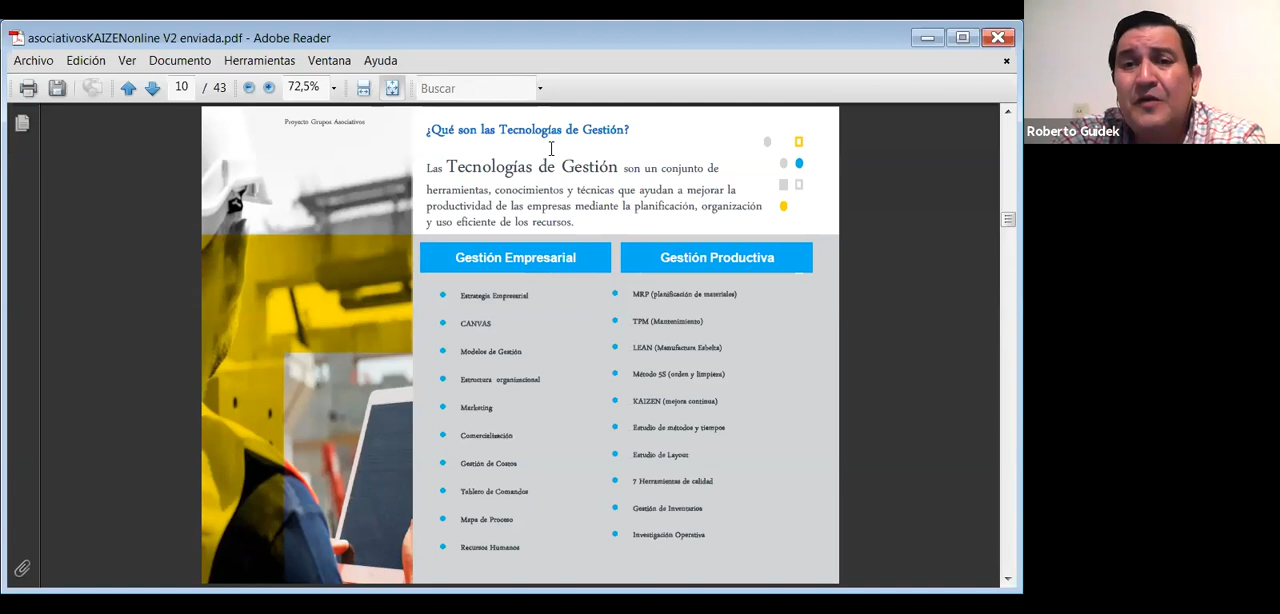 asociativosKAIZENonline V2 enviada.pdf - Adobe Reader
Archivo Edición Ver Documento Herramientas Ventana Ayuda
10 / 43 72,5% Buscar
Roberto Guidek
Proyecto Grupos Asociativos
¿Qué son las Tecnologías de Gestión?
Las Tecnologías de Gestión son un conjunto de
herramientas, conocimientos y técnicas que ayudan a mejorar la
productividad de las empresas mediante la planificación, organización
y uso eficiente de los recursos.
Gestión Empresarial
Estrategia Empresarial
CANVAS
Modelos de Gestión
Estructura organizacional
Marketing
Comercialización
Gestión de Costos
Tablero de Comandos
Mapa de Proceso
Recursos Humanos
Gestión Productiva
MRP (planificación de materiales)
TPM (Mantenimiento)
LEAN (Manufactura Esbelta)
Método 5S (orden y limpieza)
KAIZEN (mejora continua)
Estudio de métodos y tiempos
Estudio de Layout
7 Herramientas de calidad
Gestión de Inventarios
Investigación Operativa